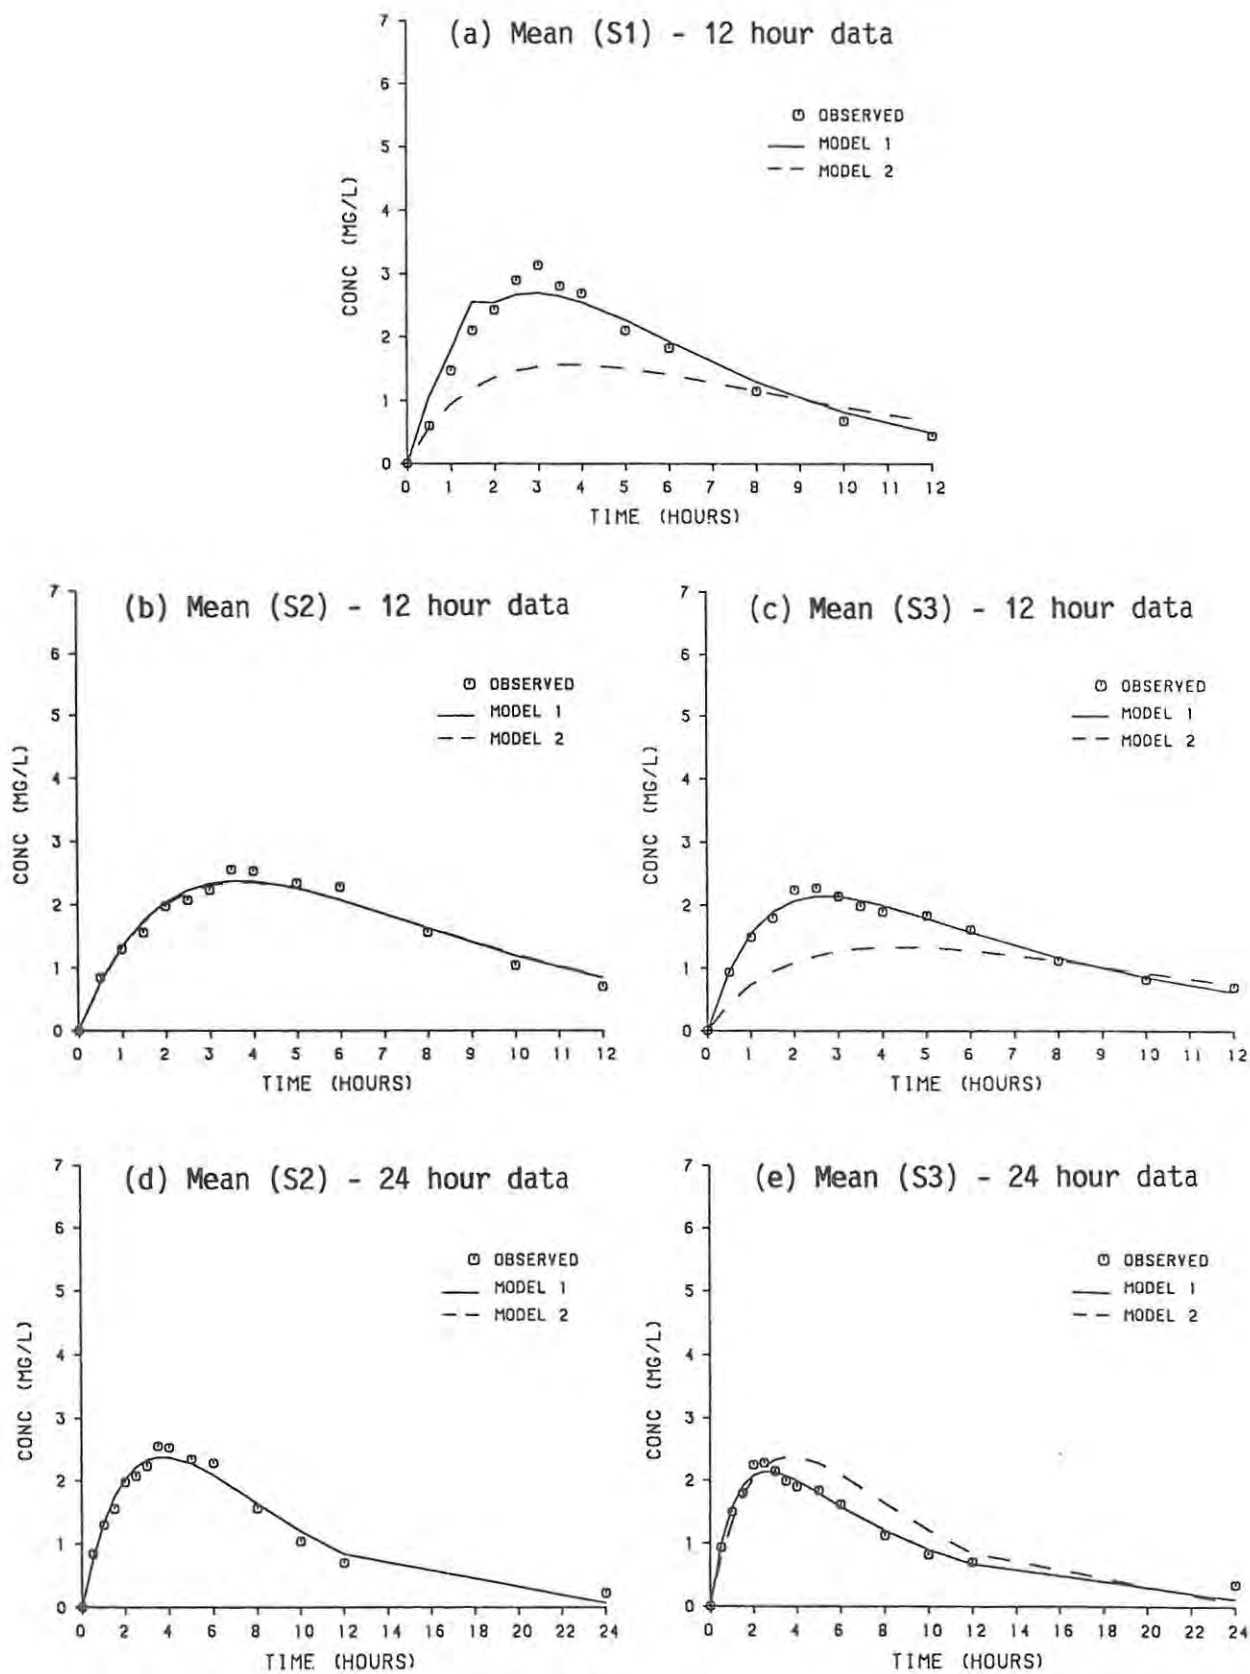 (a) Mean (S1) - 12 hour data
7
6
5
4
3
2
1
0
CONC (MG/L)
OBSERVED
MODEL 1
MODEL 2
0 1 2 3 4 5 6 7 8 9 10 11 12
TIME (HOURS)
(b) Mean (S2) - 12 hour data
7
6
5
4
3
2
1
0
CONC (MG/L)
OBSERVED
MODEL 1
MODEL 2
0 1 2 3 4 5 6 7 8 9 10 11 12
TIME (HOURS)
(c) Mean (S3) - 12 hour data
7
6
5
4
3
2
1
0
CONC (MG/L)
OBSERVED
MODEL 1
MODEL 2
0 1 2 3 4 5 6 7 8 9 10 11 12
TIME (HOURS)
(d) Mean (S2) - 24 hour data
7
6
5
4
3
2
1
0
CONC (MG/L)
OBSERVED
MODEL 1
MODEL 2
0 2 4 6 8 10 12 14 16 18 20 22 24
TIME (HOURS)
(e) Mean (S3) - 24 hour data
7
6
5
4
3
2
1
0
CONC (MG/L)
OBSERVED
MODEL 1
MODEL 2
0 2 4 6 8 10 12 14 16 18 20 22 24
TIME (HOURS)